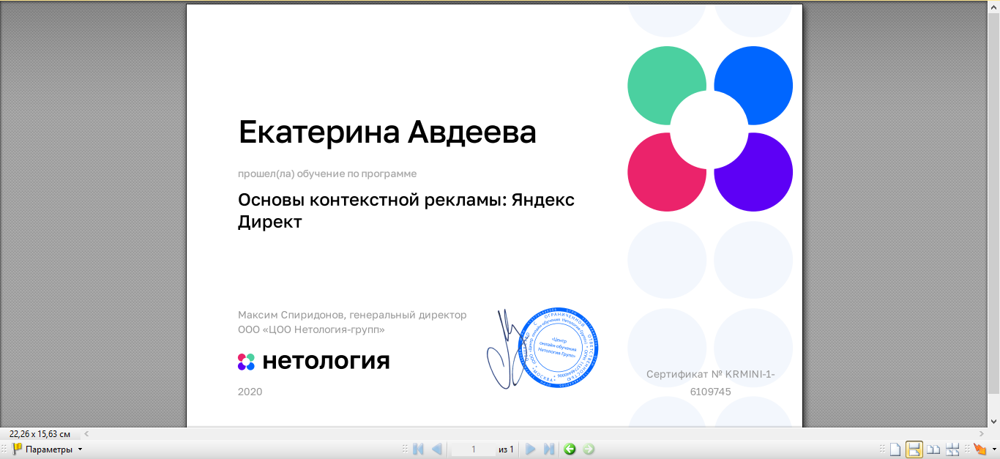 Екатерина Авдеева
прошел(ла) обучение по программе
Основы контекстной рекламы: Яндекс
Директ
Максим Спиридонов, генеральный директор
ООО «ЦОО Нетология-групп»
нетология
2020
«Центр
онлайн-обучения
Нетология-Групп»
Сертификат № KRMINI-1-
6109745
22,26 x 15,63 см
Параметры
1 из 1